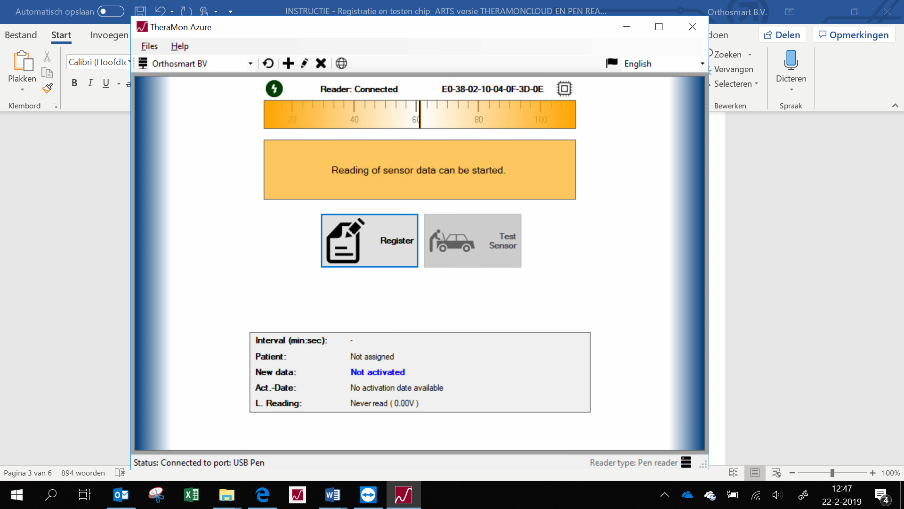 Automatisch opslaan
INSTRUCTIE - Registratie en testen chip ARTS versie THERAMONCLOUD EN PEN REA...
Orthosmart B.V.
Bestand Start Invoegen
doen
Delen
Opmerkingen
Plakken
Calibri (Hoofdte
B I U
Klembord
Zoeken
Vervangen
Selecteren
Bewerken
Dicteren
Spraak
TheraMon Azure
Files Help
Orthosmart BV
English
Reader: Connected
E0-38-02-10-04-0F-3D-0E
20 40 60 80 100
Reading of sensor data can be started.
Register
Test
Sensor
Interval (min:sec): -
Patient: Not assigned
New data: Not activated
Act.-Date: No activation date available
L. Reading: Never read ( 0.00V )
Status: Connected to port: USB Pen
Reader type: Pen reader
Pagina 3 van 6 894 woorden
100%
12:47
22-2-2019
4